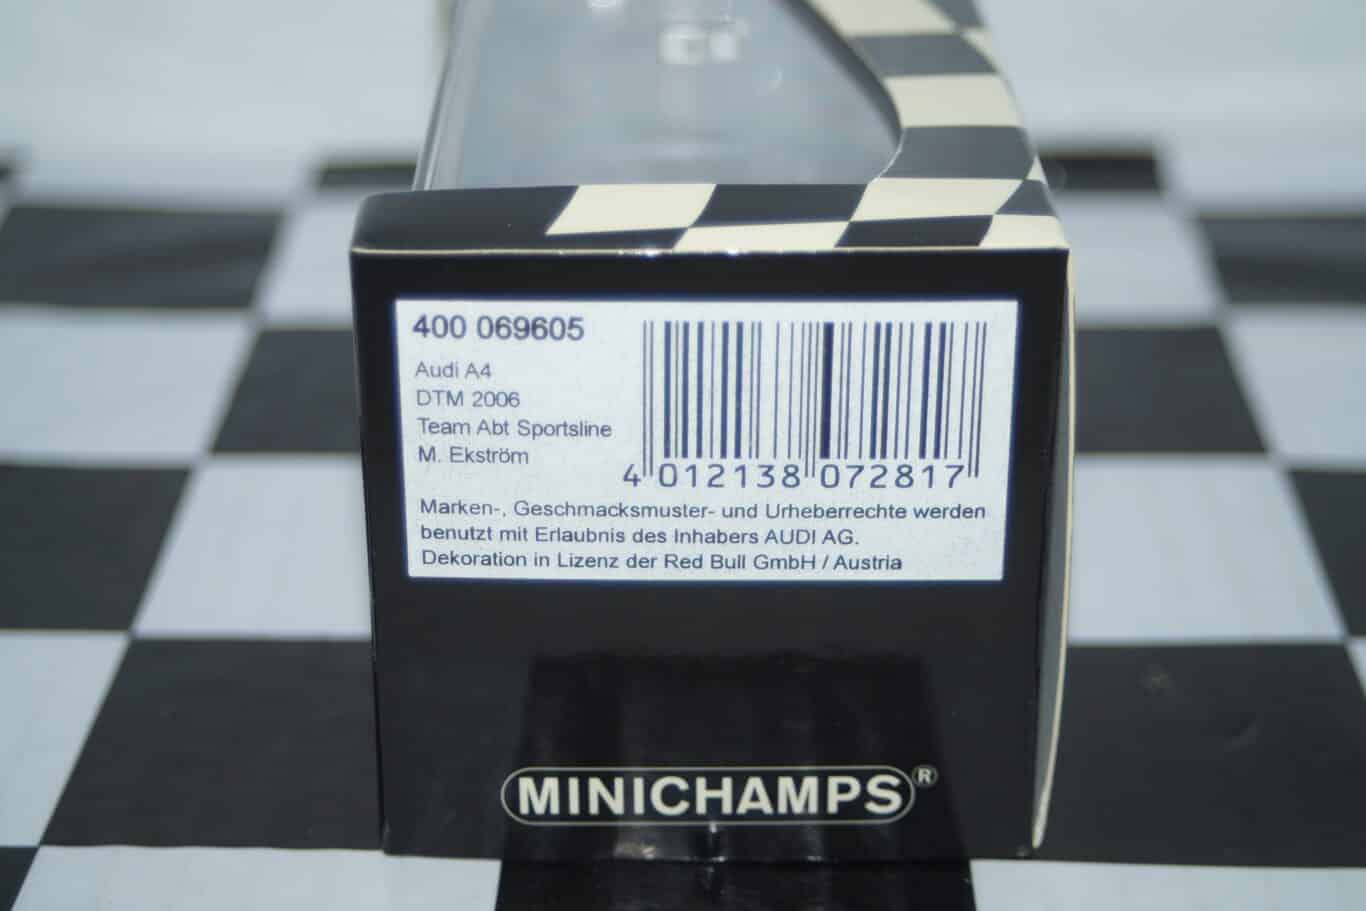 400 069605
Audi A4
DTM 2006
Team Abt Sportsline
M. Ekström
4 012138 072817
Marken-, Geschmacksmuster- und Urheberrechte werden
benutzt mit Erlaubnis des Inhabers AUDI AG.
Dekoration in Lizenz der Red Bull GmbH / Austria
MINICHAMPS®